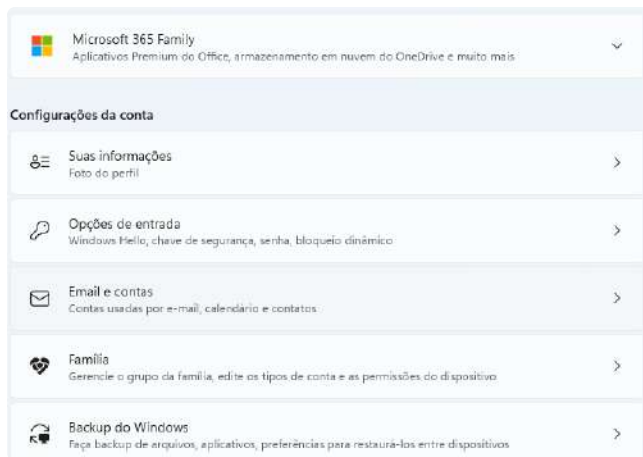 Microsoft 365 Family
Aplicativos Premium do Office, armazenamento em nuvem do OneDrive e muito mais
Configurações da conta
Suas informações
Foto do perfil
Opções de entrada
Windows Hello, chave de segurança, senha, bloqueio dinâmico
Email e contas
Contas usadas por e-mail, calendário e contatos
Família
Gerencie o grupo da família, edite os tipos de conta e as permissões do dispositivo
Backup do Windows
Faça backup de arquivos, aplicativos, preferências para restaurá-los entre dispositivos